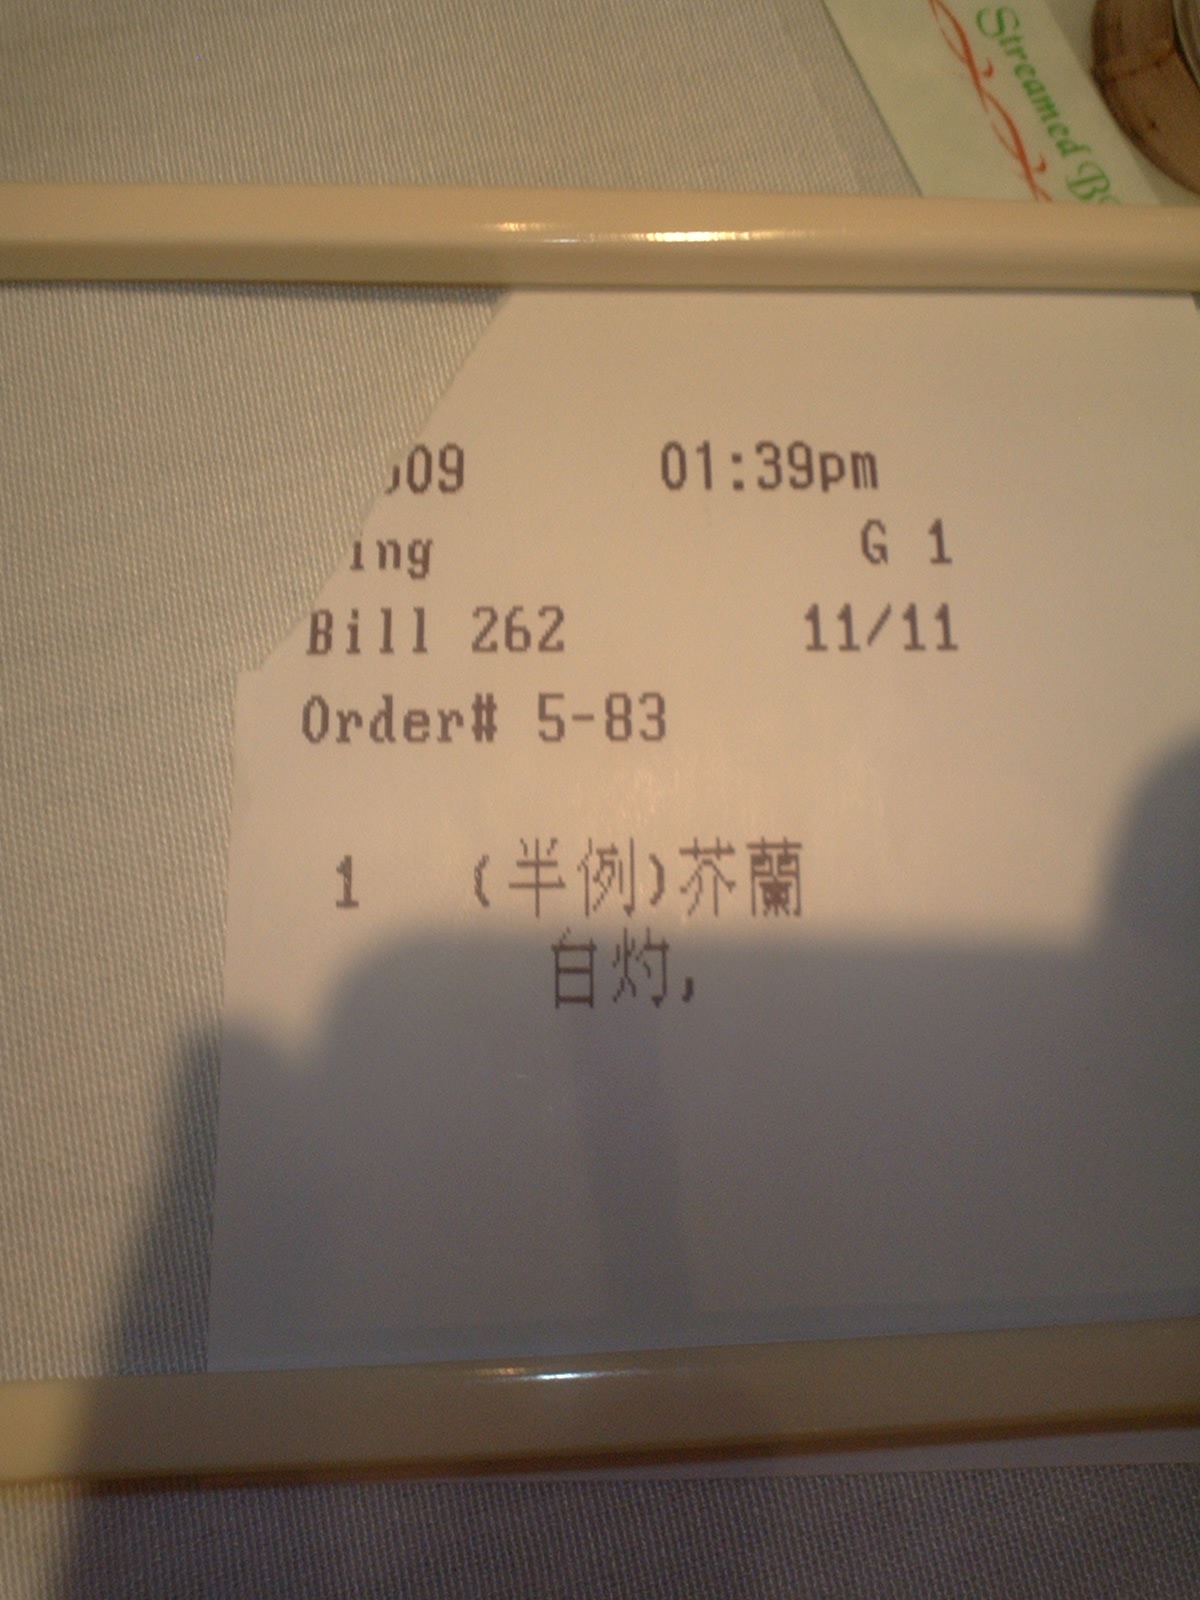 Streamed
09 01:39pm
ing G 1
Bill 262 11/11
Order# 5-83
1 (半例)芥蘭
白灼,